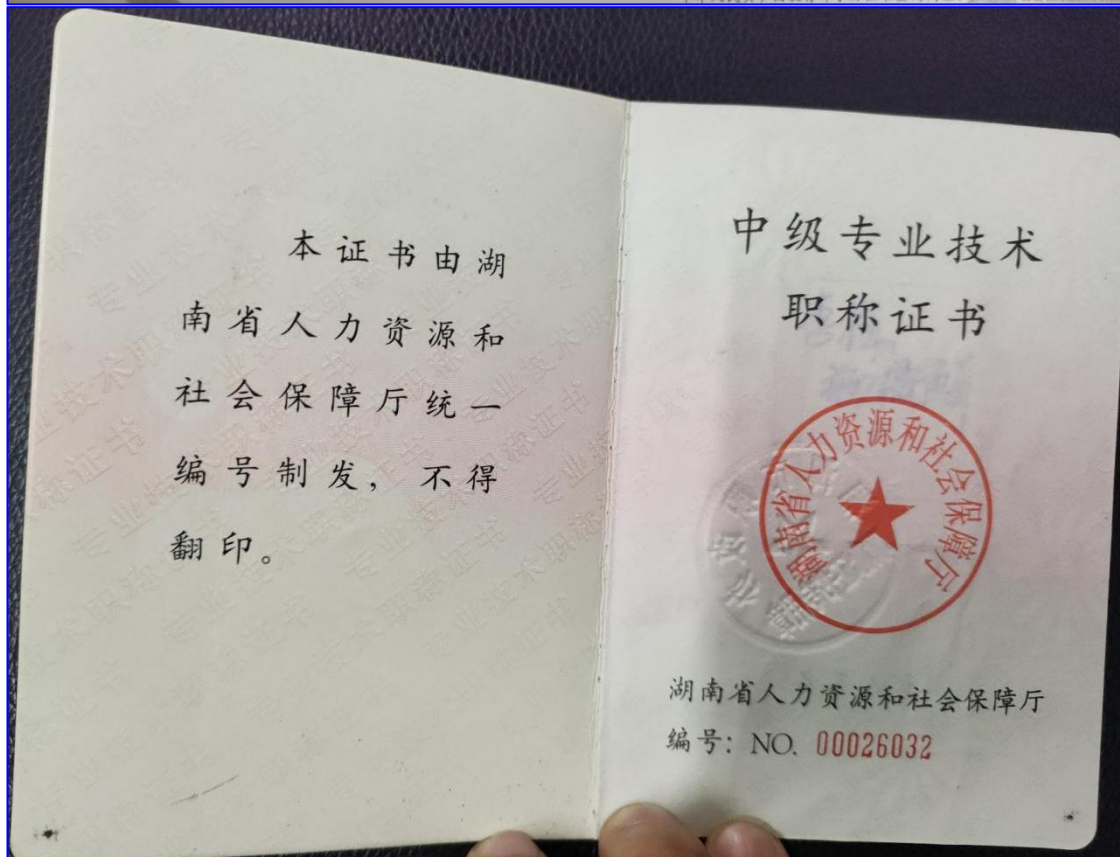 本证书由湖
南省人力资源和
社会保障厅统一
编号制发，不得
翻印。
中级专业技术
职称证书
湖南省人力资源和社会保障厅
湖南省人力资源和社会保障厅
编号：NO. 00026032